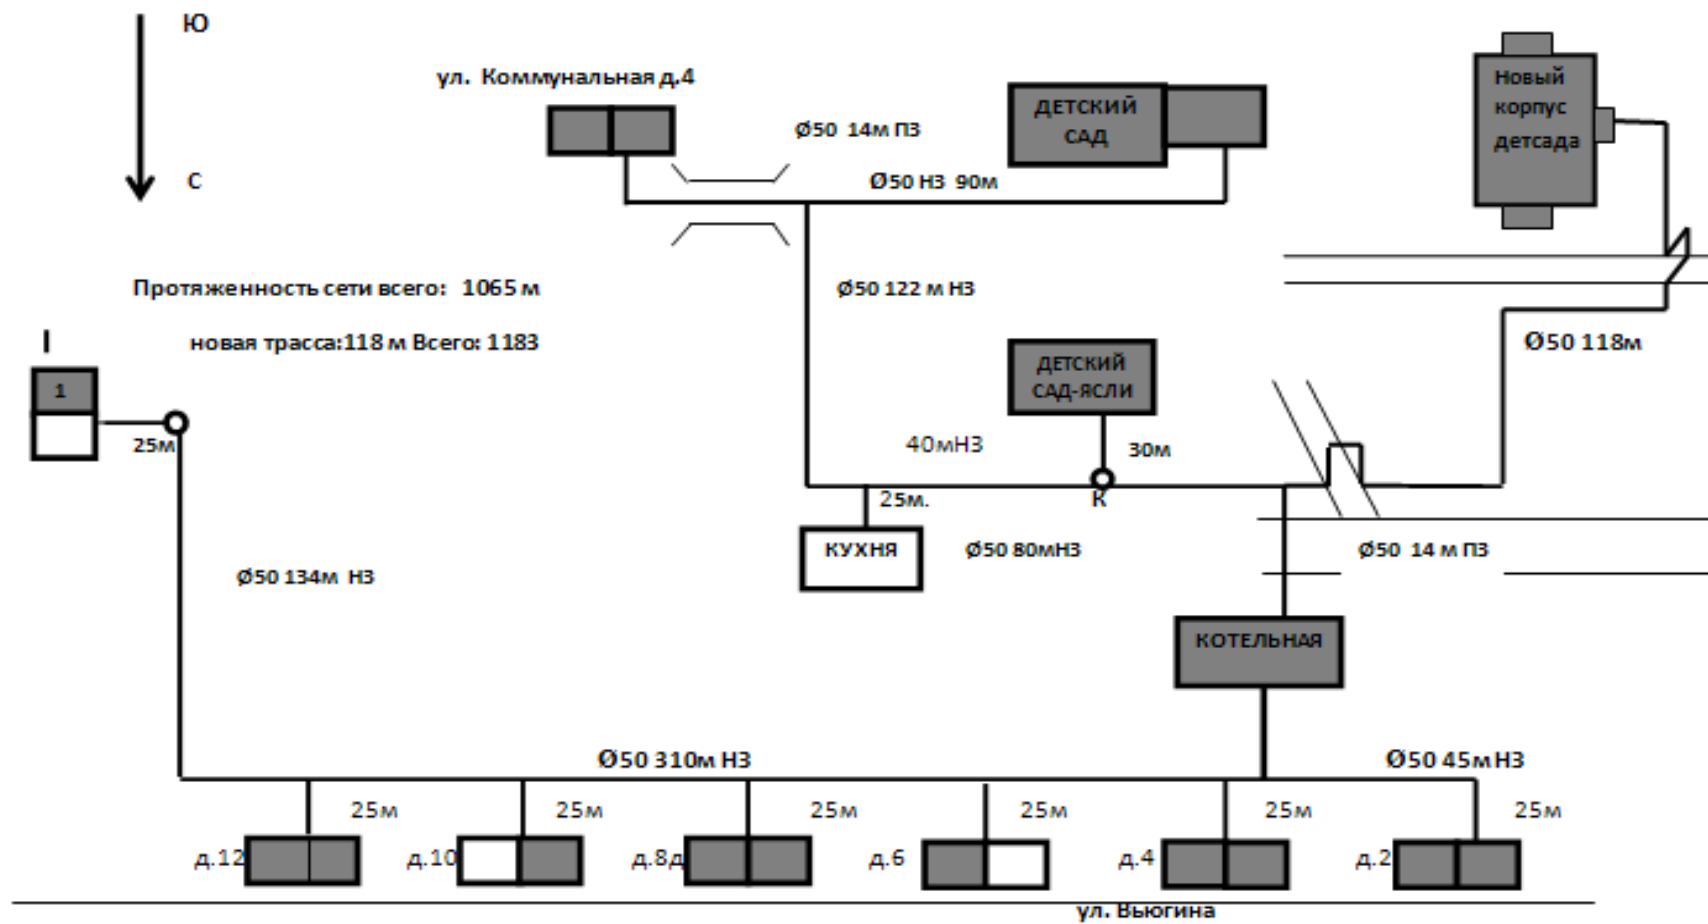 Ю
ул. Коммунальная д.4
Новый
корпус
детсада
ДЕТСКИЙ
САД
Ø50 14м ПЗ
С
Ø50 НЗ 90м
Протяженность сети всего: 1065 м
Ø50 122 м НЗ
I
новая трасса:118 м Всего: 1183
Ø50 118м
ДЕТСКИЙ
САД-ЯСЛИ
1
25м
40мНЗ
30м
25м.
К
КУХНЯ
Ø50 80мНЗ
Ø50 14 м ПЗ
Ø50 134м НЗ
КОТЕЛЬНАЯ
Ø50 310м НЗ
Ø50 45мНЗ
25м
25м
25м
25м
25м
25м
д.12
д.10
д.8д
д.6
д.4
д.2
ул. Вьюгина